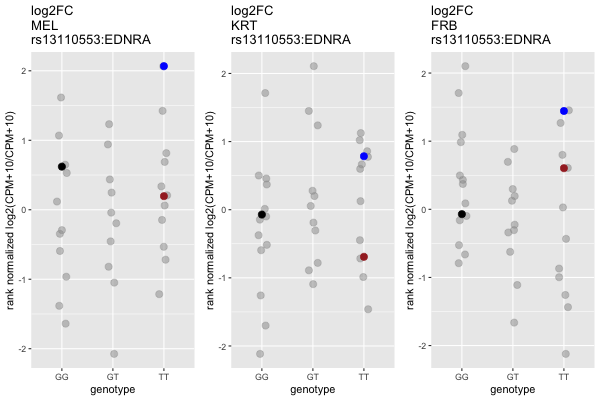 log2FC
MEL
rs13110553:EDNRA
rank normalized log2(CPM+10/CPM+10)
2
1
0
-1
-2
GG GT TT
genotype
log2FC
KRT
rs13110553:EDNRA
rank normalized log2(CPM+10/CPM+10)
2
1
0
-1
-2
GG GT TT
genotype
log2FC
FRB
rs13110553:EDNRA
rank normalized log2(CPM+10/CPM+10)
2
1
0
-1
-2
GG GT TT
genotype